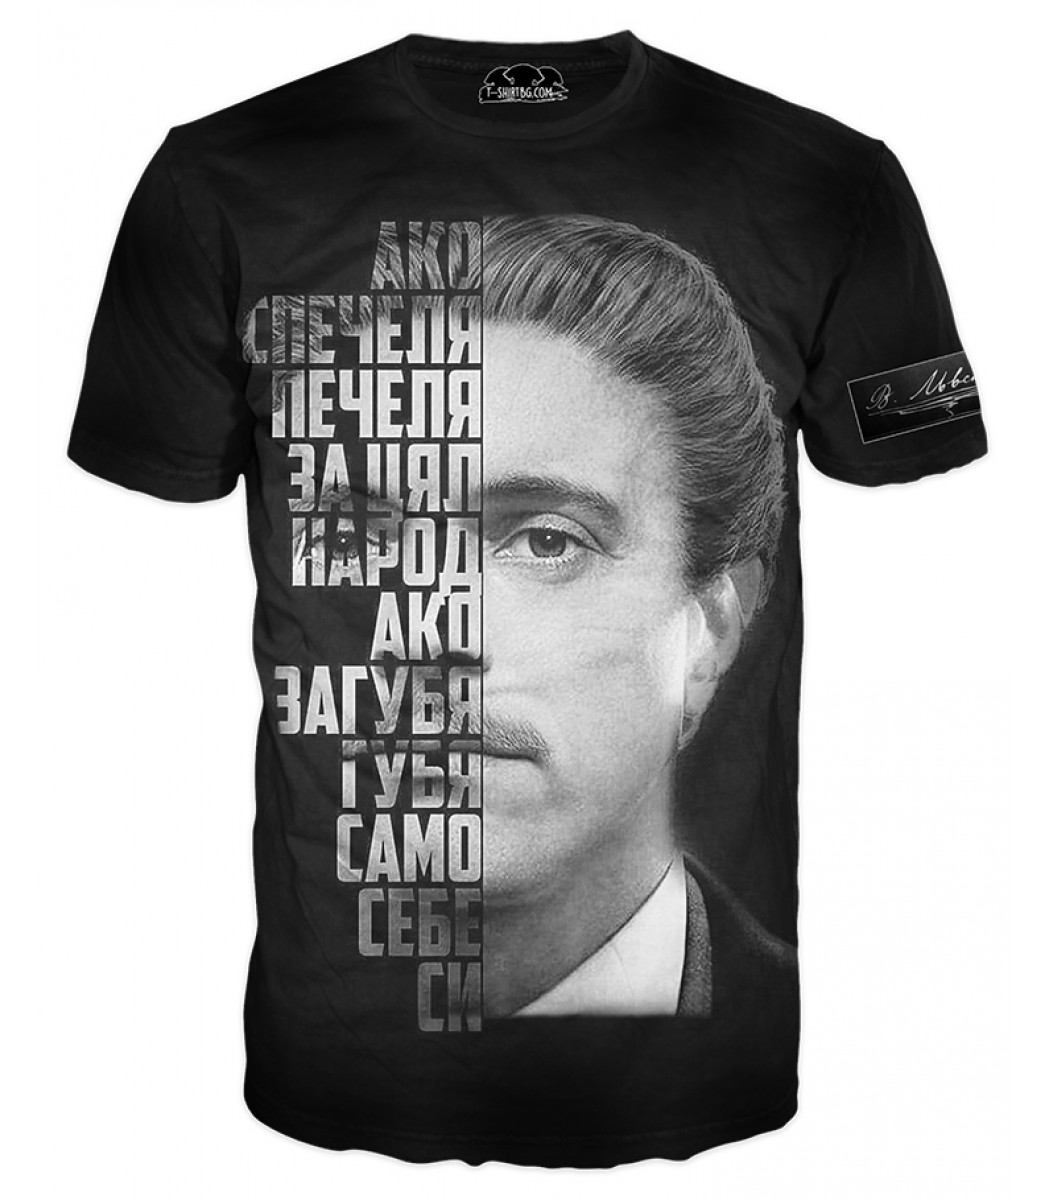 T-SHIRTBG.COM
АКО
СПЕЧЕЛЯ
ПЕЧЕЛЯ
ЗА ЦЯЛ
НАРОД
АКО
ЗАГУБЯ
ГУБЯ
САМО
СЕБЕ
СИ
В.